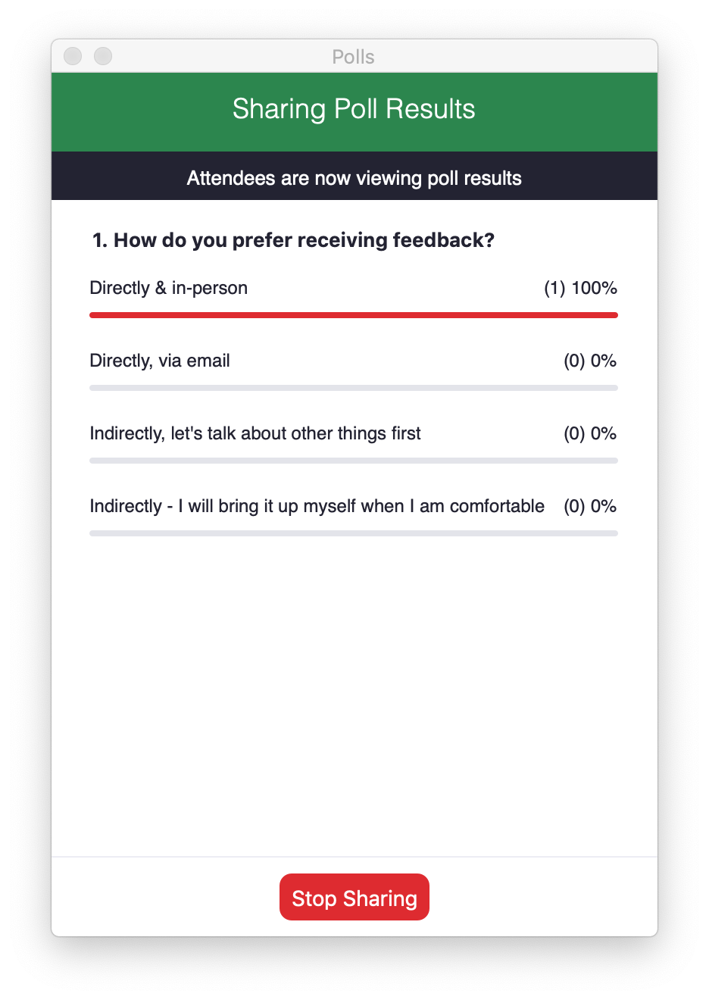 Polls
Sharing Poll Results
Attendees are now viewing poll results
1. How do you prefer receiving feedback?
Directly & in-person (1) 100%
Directly, via email (0) 0%
Indirectly, let's talk about other things first (0) 0%
Indirectly - I will bring it up myself when I am comfortable (0) 0%
Stop Sharing